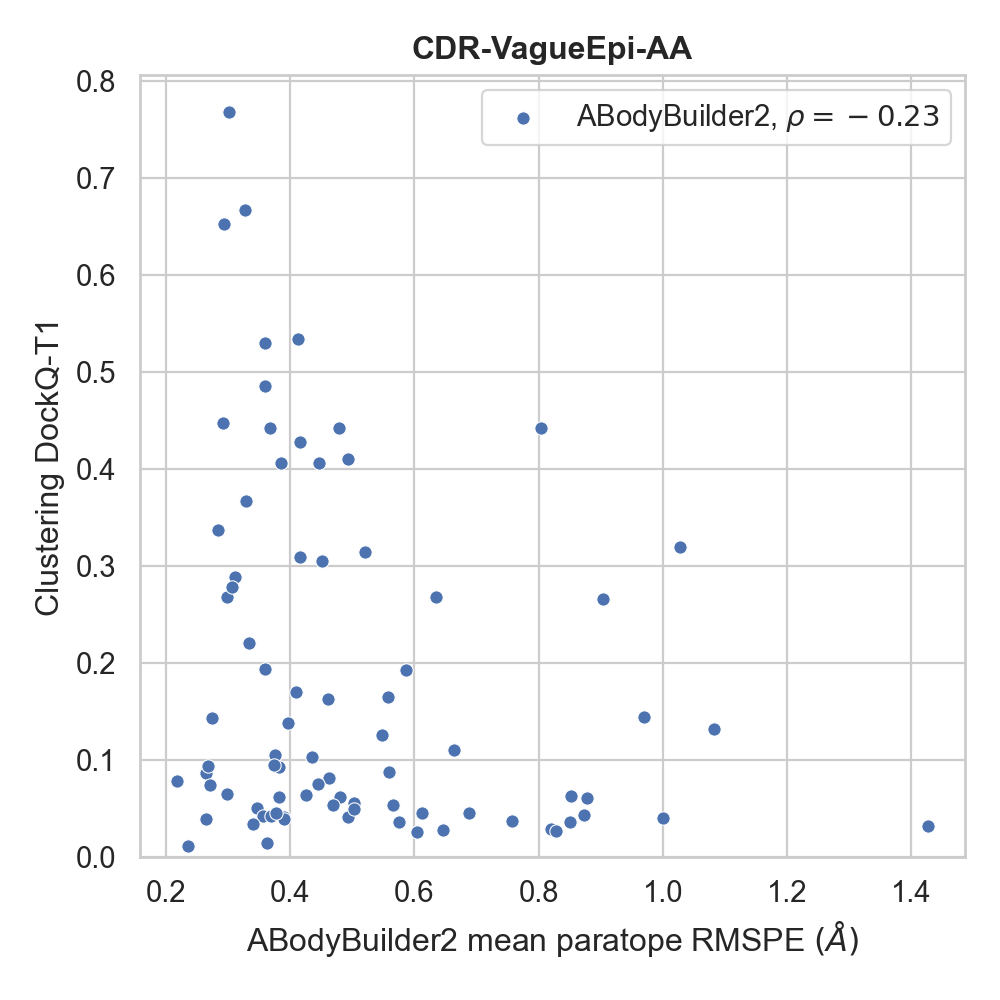 CDR-VagueEpi-AA
ABodyBuilder2, ρ = − 0.23
Clustering DockQ-T1
0.8
0.7
0.6
0.5
0.4
0.3
0.2
0.1
0.0
0.2 0.4 0.6 0.8 1.0 1.2 1.4
ABodyBuilder2 mean paratope RMSPE (Å)